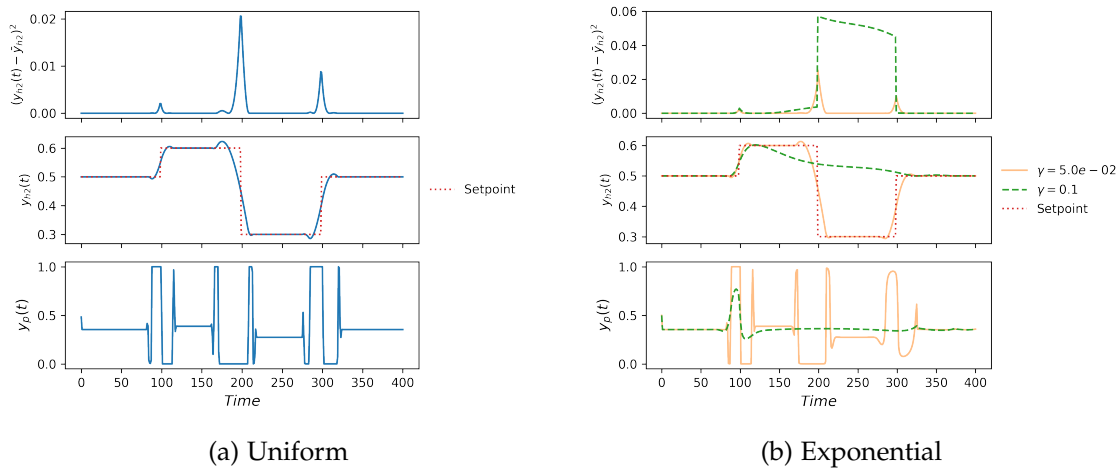 (y_{h2}(t) − ȳ_{h2})²
0.02
0.01
0.00
y_{h2}(t)
0.6
0.5
0.4
0.3
Setpoint
y_p(t)
1.0
0.5
0.0
0 50 100 150 200 250 300 350 400
Time
(a) Uniform
(y_{h2}(t) − ȳ_{h2})²
0.06
0.04
0.02
0.00
y_{h2}(t)
0.6
0.5
0.4
0.3
γ = 5.0e − 02
γ = 0.1
Setpoint
y_p(t)
1.0
0.5
0.0
0 50 100 150 200 250 300 350 400
Time
(b) Exponential